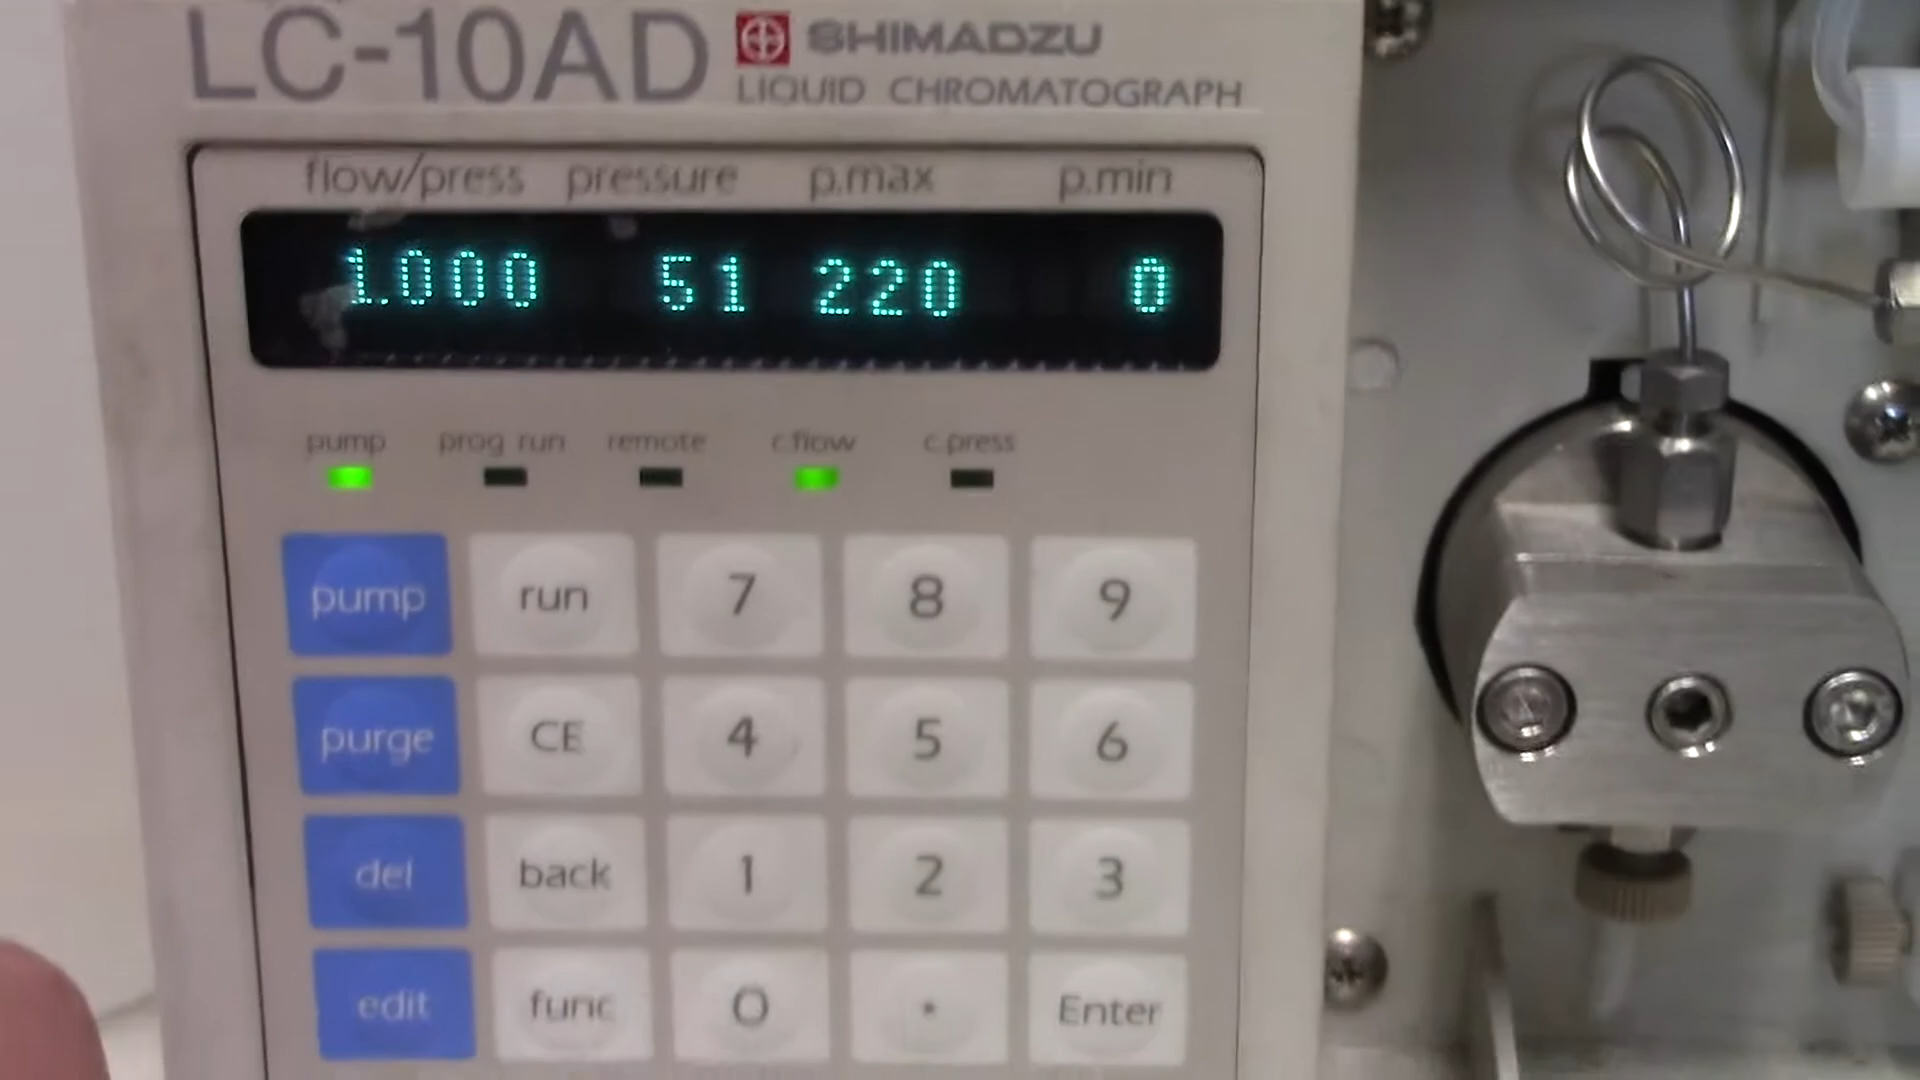 LC-10AD SHIMADZU
LIQUID CHROMATOGRAPH
flow/press pressure p.max p.min
1.000 51 220 0
pump prog run remote c.flow c.press
pump run 7 8 9
purge CE 4 5 6
del back 1 2 3
edit func 0 . Enter